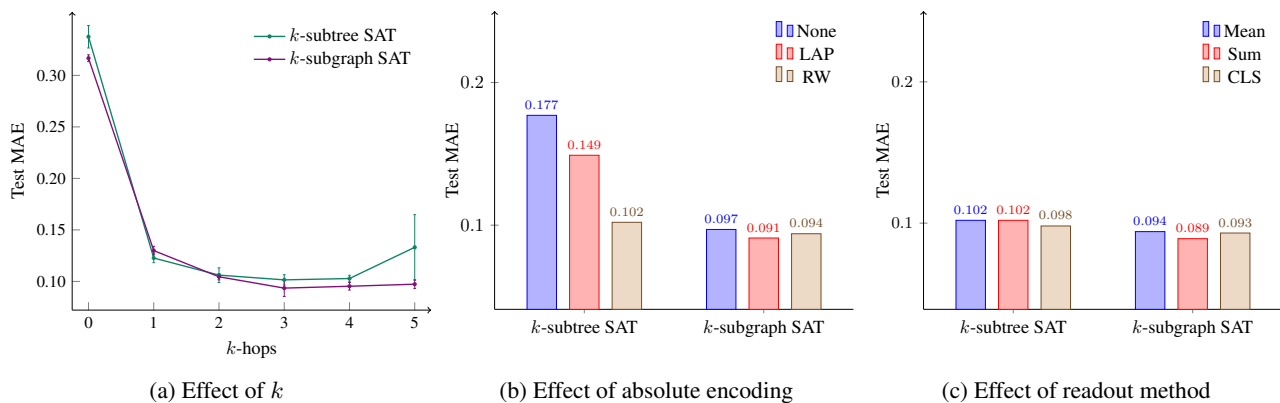 0.30
0.25
0.20
0.15
0.10
Test MAE
0 1 2 3 4 5
k-hops
k-subtree SAT
k-subgraph SAT
(a) Effect of k
0.2
0.1
Test MAE
None
LAP
RW
0.177
0.149
0.102
0.097
0.091
0.094
k-subtree SAT
k-subgraph SAT
(b) Effect of absolute encoding
0.2
0.1
Test MAE
Mean
Sum
CLS
0.102
0.102
0.098
0.094
0.089
0.093
k-subtree SAT
k-subgraph SAT
(c) Effect of readout method